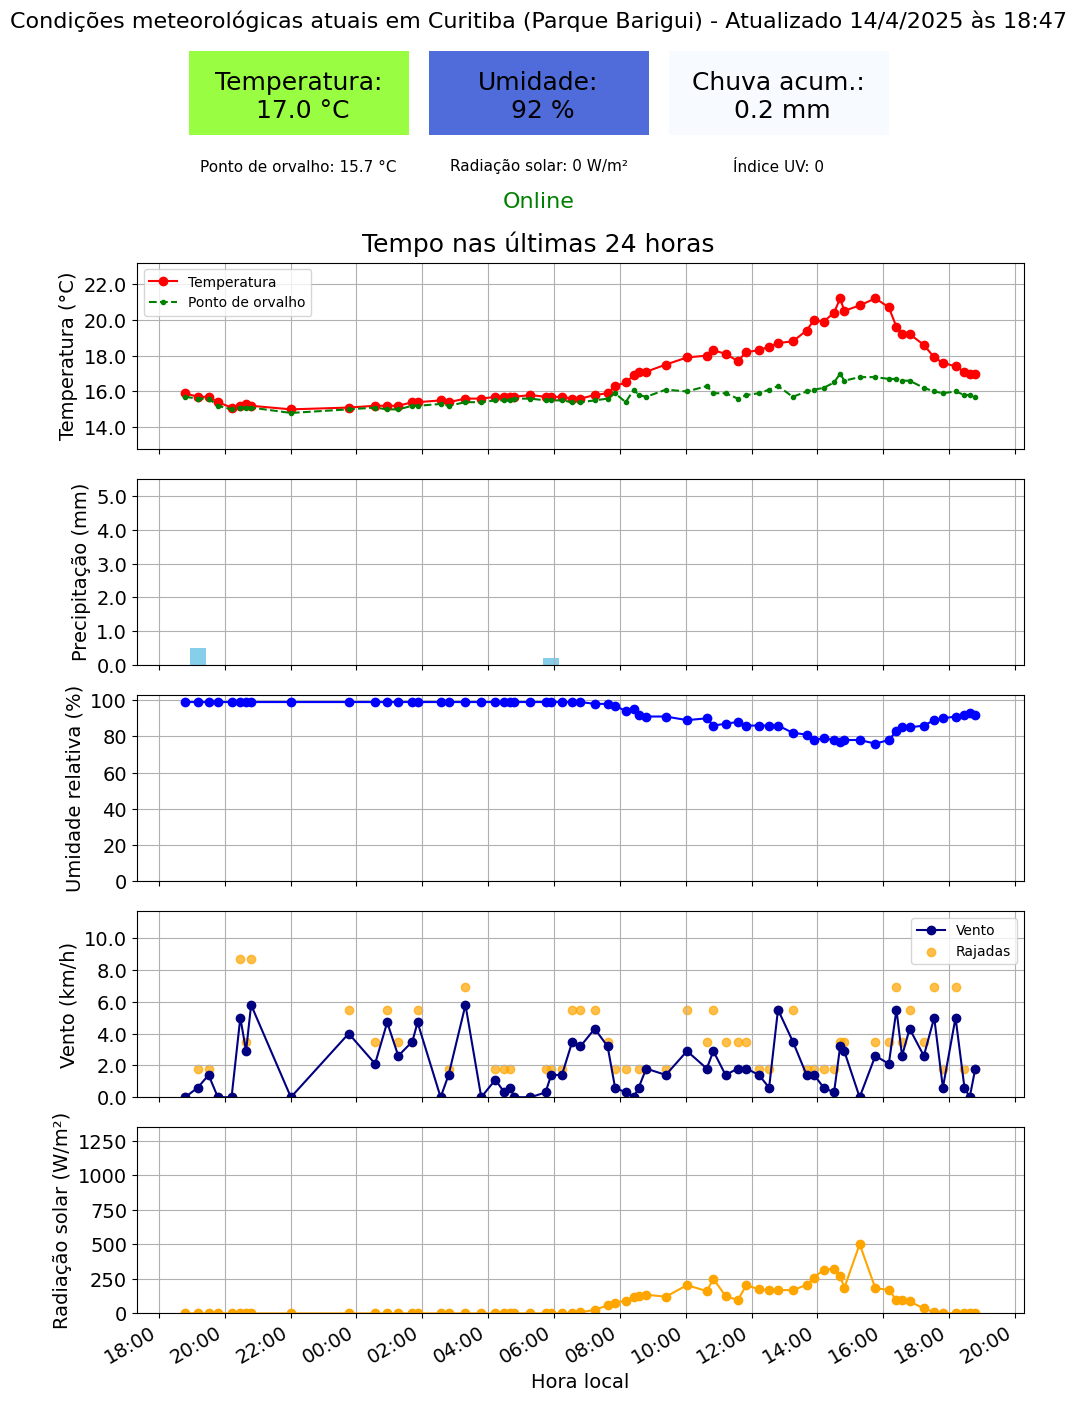 Condições meteorológicas atuais em Curitiba (Parque Barigui) - Atualizado 14/4/2025 às 18:47
Temperatura:
17.0 °C
Umidade:
92 %
Chuva acum.:
0.2 mm
Ponto de orvalho: 15.7 °C
Radiação solar: 0 W/m²
Índice UV: 0
Online
Tempo nas últimas 24 horas
Temperatura (°C)
22.0
20.0
18.0
16.0
14.0
Temperatura
Ponto de orvalho
Precipitação (mm)
5.0
4.0
3.0
2.0
1.0
0.0
Umidade relativa (%)
100
80
60
40
20
0
Vento (km/h)
10.0
8.0
6.0
4.0
2.0
0.0
Vento
Rajadas
Radiação solar (W/m²)
1250
1000
750
500
250
0
18:00
20:00
22:00
00:00
02:00
04:00
06:00
08:00
10:00
12:00
14:00
16:00
18:00
20:00
Hora local